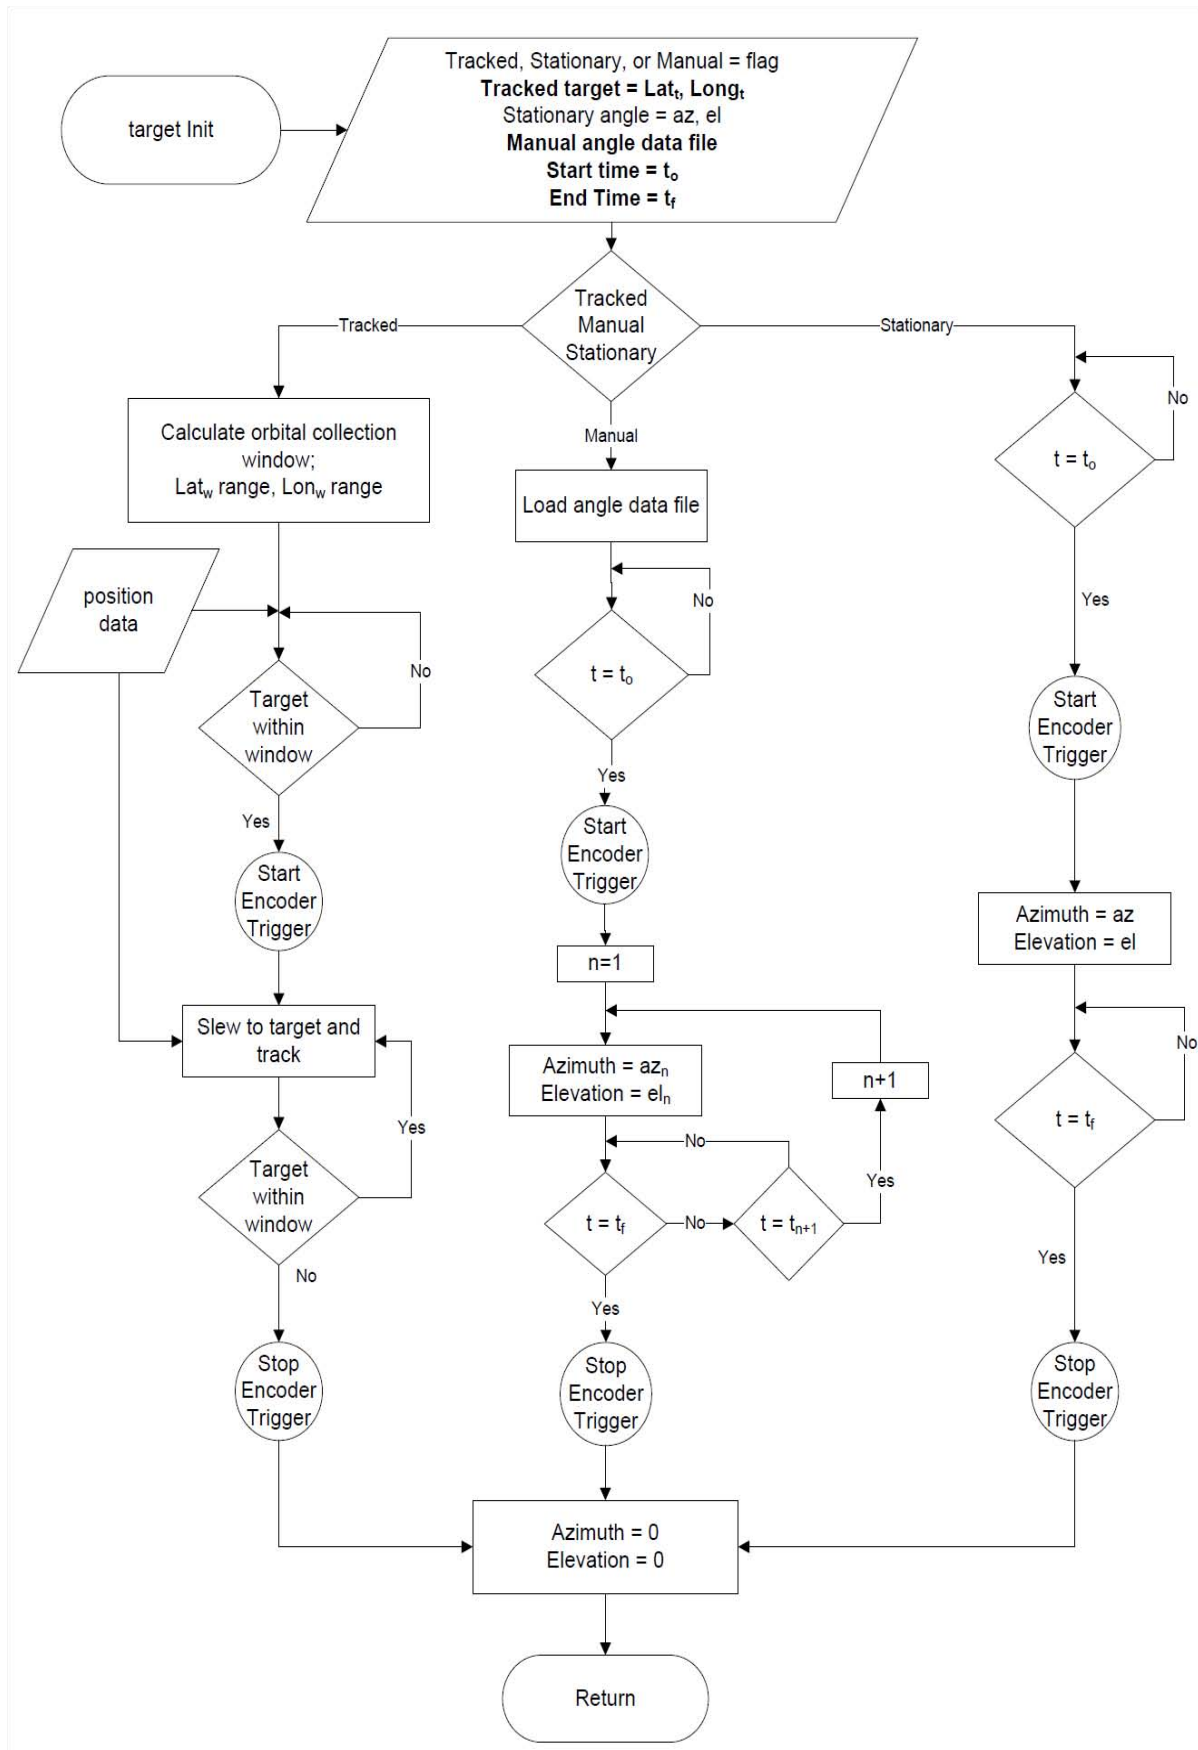 target Init
Tracked, Stationary, or Manual = flag
Tracked target = Latₜ, Longₜ
Stationary angle = az, el
Manual angle data file
Start time = tₒ
End Time = t_f
Tracked
Manual
Stationary
Tracked
Manual
Stationary
Calculate orbital collection
window;
Lat_w range, Lon_w range
position
data
Target
within
window
No
Yes
Start
Encoder
Trigger
Slew to target and
track
Target
within
window
Yes
No
Stop
Encoder
Trigger
Load angle data file
t = tₒ
No
Yes
Start
Encoder
Trigger
n=1
Azimuth = azₙ
Elevation = elₙ
n+1
No
t = t_f
No
t = tₙ₊₁
Yes
Yes
Stop
Encoder
Trigger
t = tₒ
No
Yes
Start
Encoder
Trigger
Azimuth = az
Elevation = el
t = t_f
No
Yes
Stop
Encoder
Trigger
Azimuth = 0
Elevation = 0
Return